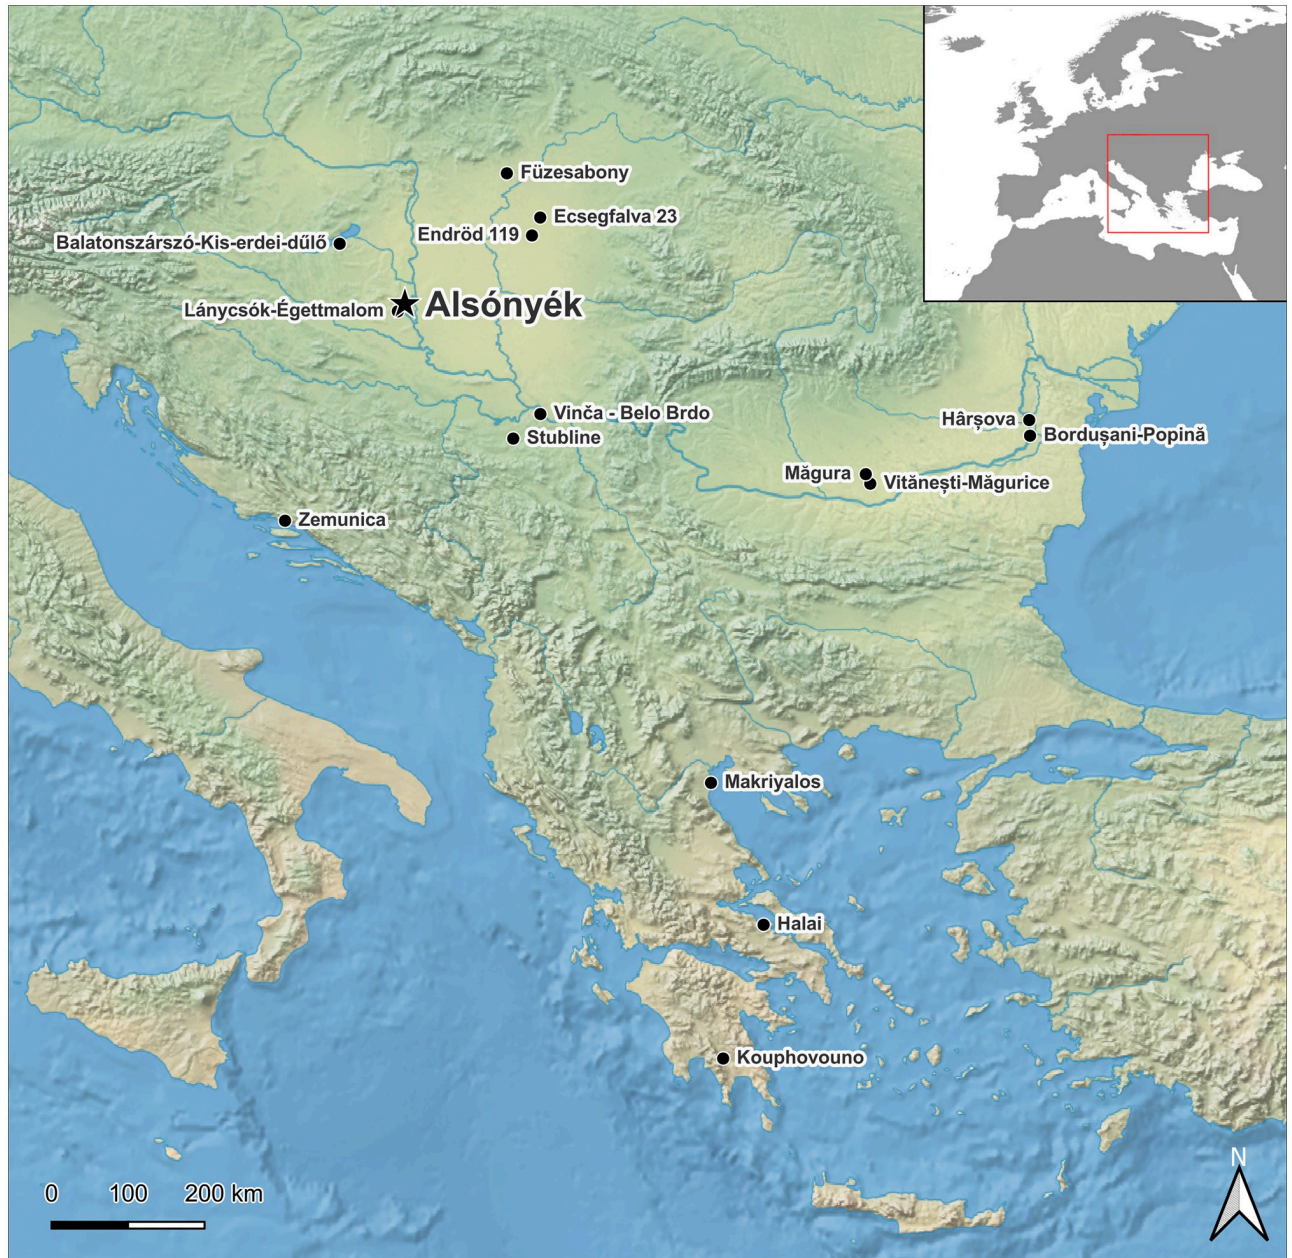 Füzesabony
Ecsegfalva 23
Endröd 119
Balatonszárszó-Kis-erdei-dűlő
Alsónyék
Lánycsók-Égettmalom
Vinča - Belo Brdo
Stubline
Hârșova
Bordușani-Popină
Măgura
Vităneşti-Măgurice
Zemunica
Makriyalos
Halai
Kouphovouno
0 100 200 km
N